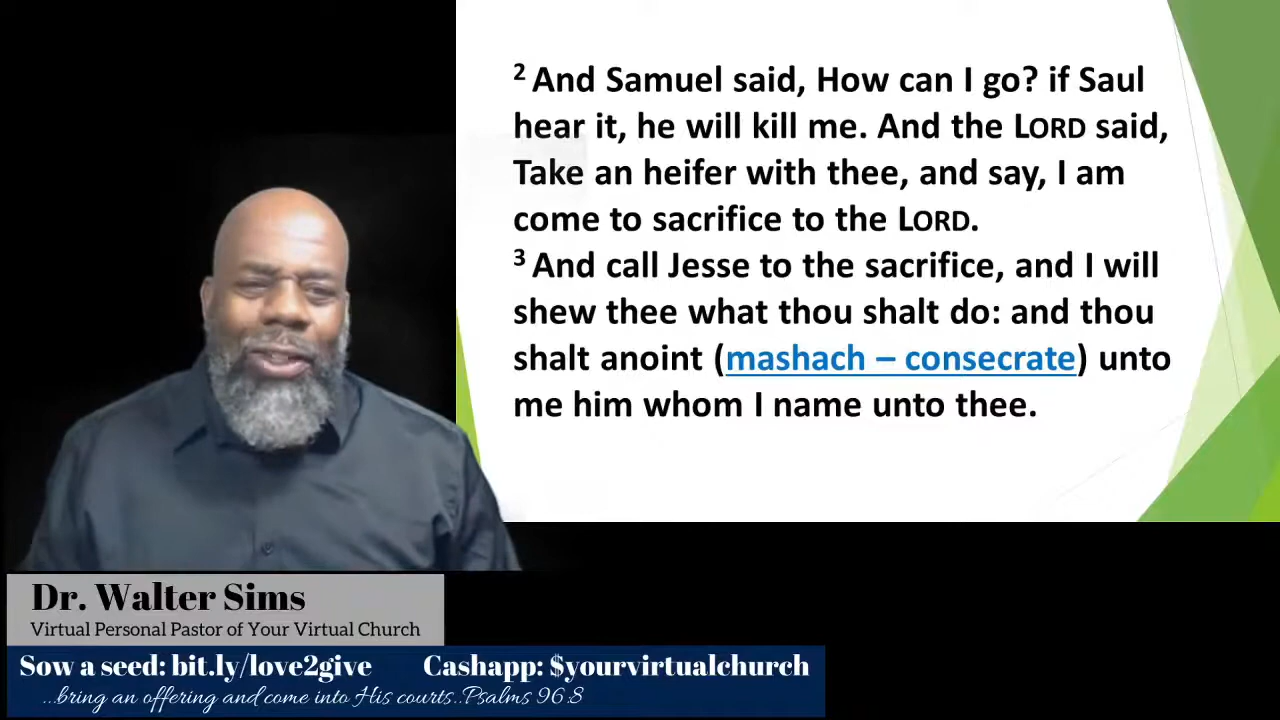 ² And Samuel said, How can I go? if Saul
hear it, he will kill me. And the LORD said,
Take an heifer with thee, and say, I am
come to sacrifice to the LORD.
³ And call Jesse to the sacrifice, and I will
shew thee what thou shalt do: and thou
shalt anoint (mashach – consecrate) unto
me him whom I name unto thee.
Dr. Walter Sims
Virtual Personal Pastor of Your Virtual Church
Sow a seed: bit.ly/love2give Cashapp: $yourvirtualchurch
...bring an offering and come into His courts..Psalms 96:8